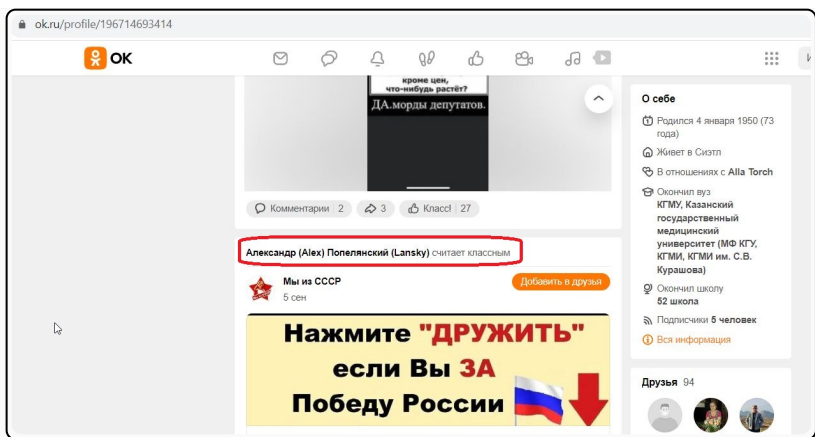 ok.ru/profile/196714693414
ОК
кроме цен,
что-нибудь растёт?
ДА.морды депутатов.
Комментарии 2
3
Класс! 27
Александр (Alex) Попелянский (Lansky) считает классным
Мы из СССР
5 сен
Добавить в друзья
Нажмите "ДРУЖИТЬ"
если Вы ЗА
Победу России
О себе
Родился 4 января 1950 (73
года)
Живет в Сиэтл
В отношениях с Alla Torch
Окончил вуз
КГМУ, Казанский
государственный
медицинский
университет (МФ КГУ,
КГМИ, КГМИ им. С.В.
Курашова)
Окончил школу
52 школа
Подписчики 5 человек
Вся информация
Друзья 94